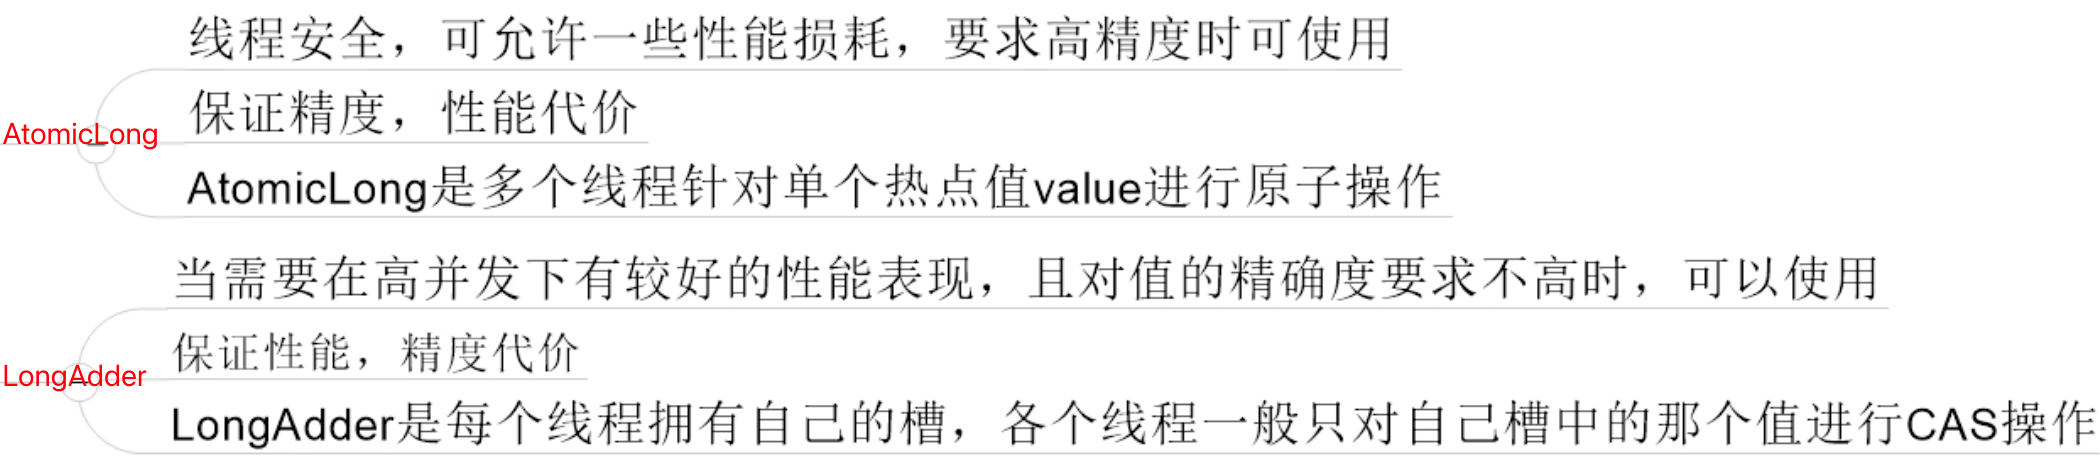 线程安全，可允许一些性能损耗，要求高精度时可使用
保证精度，性能代价
AtomicLong
AtomicLong是多个线程针对单个热点值value进行原子操作
当需要在高并发下有较好的性能表现，且对值的精确度要求不高时，可以使用
保证性能，精度代价
LongAdder
LongAdder是每个线程拥有自己的槽，各个线程一般只对自己槽中的那个值进行CAS操作